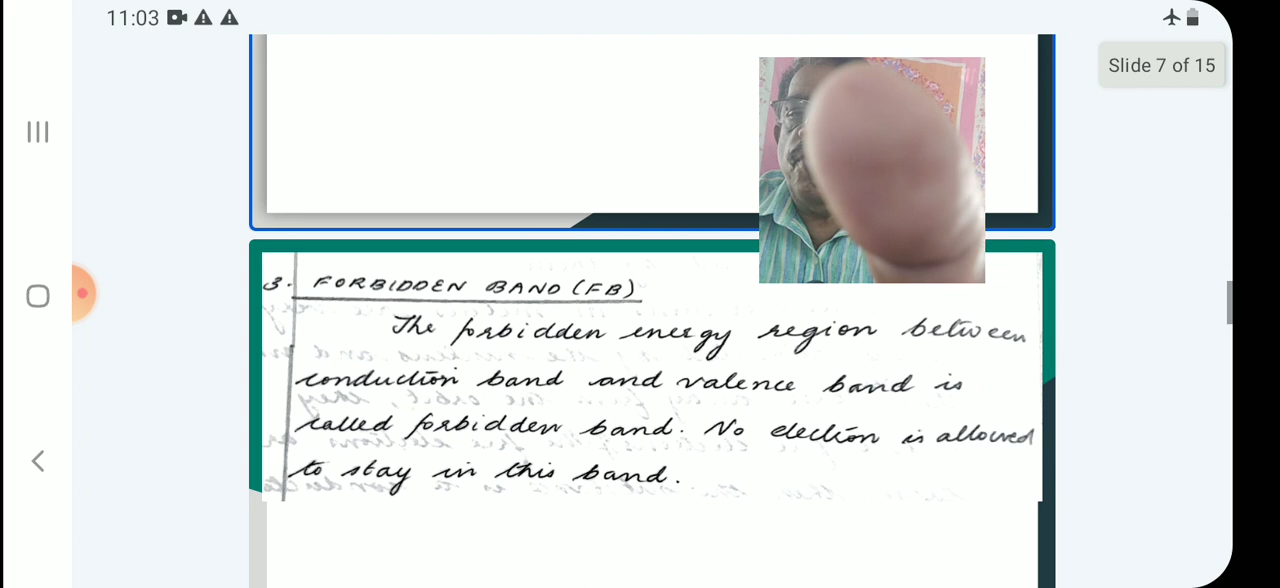 11:03
Slide 7 of 15
3. FORBIDDEN BAND (FB)
The forbidden energy region between
conduction band and valence band is
called forbidden band. No election is allowed
to stay in this band.